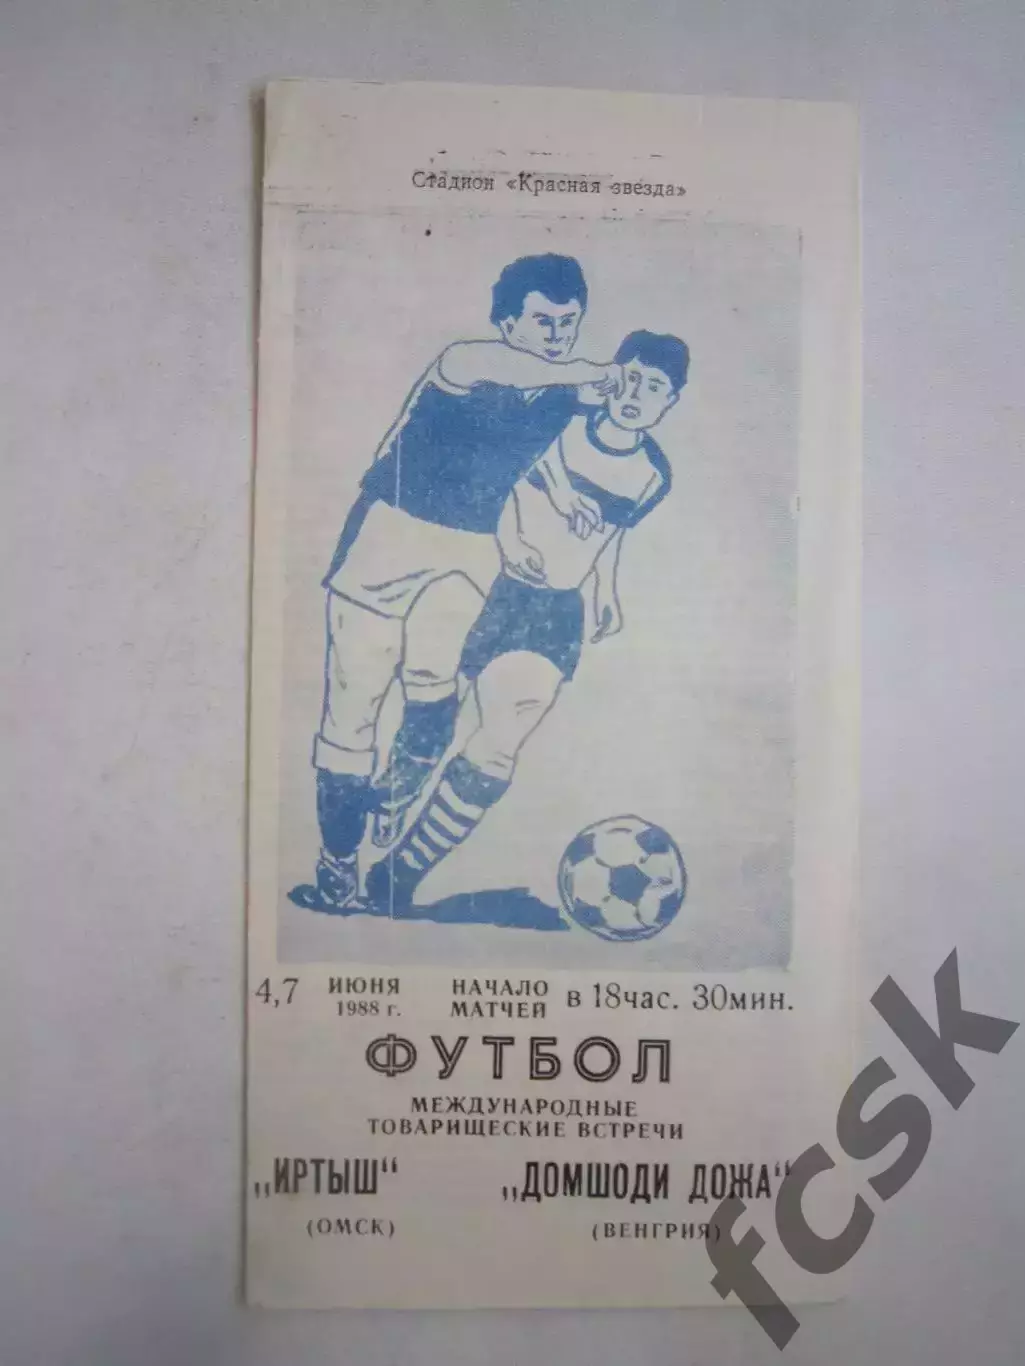 Стадион «Красная звезда»
4,7 ИЮНЯ 1988 г. НАЧАЛО МАТЧЕЙ в 18час. 30мин.
ФУТБОЛ
МЕЖДУНАРОДНЫЕ
ТОВАРИЩЕСКИЕ ВСТРЕЧИ
„ИРТЫШ“ „ДОМШОДИ ДОЖА“
(ОМСК) (ВЕНГРИЯ)
fcsk